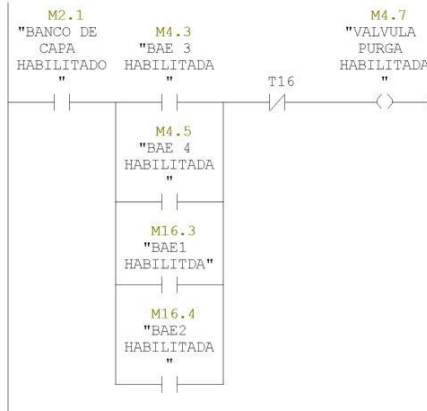 M2.1
"BANCO DE
CAPA
HABILITADO
"
M4.3
"BAE 3
HABILITADA
"
T16
M4.7
"VALVULA
PURGA
HABILITADA
"
M4.5
"BAE 4
HABILITADA
"
M16.3
"BAE1
HABILITDA"
M16.4
"BAE2
HABILITADA
"